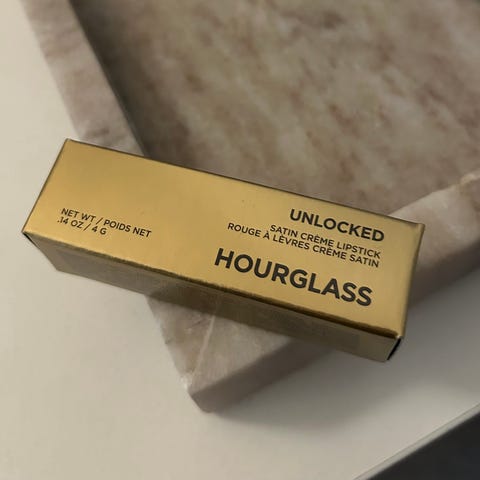 UNLOCKED
SATIN CRÈME LIPSTICK
ROUGE À LÈVRES CRÈME SATIN
HOURGLASS
NET WT / POIDS NET
.14 OZ / 4 G